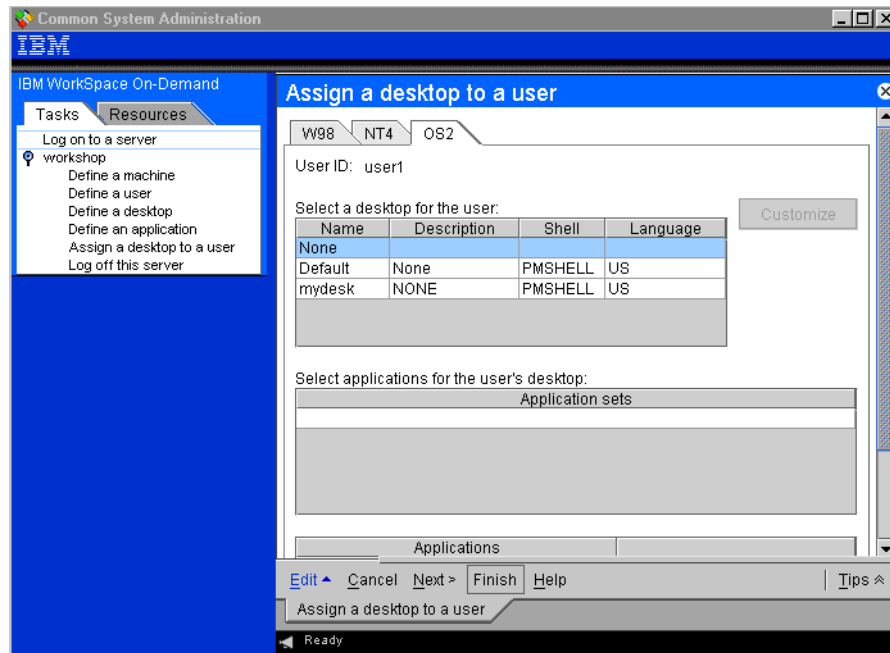 Common System Administration
IBM
IBM WorkSpace On-Demand
Tasks Resources
Log on to a server
workshop
Define a machine
Define a user
Define a desktop
Define an application
Assign a desktop to a user
Log off this server
Assign a desktop to a user
W98 NT4 OS2
User ID: user1
Select a desktop for the user:
Customize
Name Description Shell Language
None
Default None PMSHELL US
mydesk NONE PMSHELL US
Select applications for the user's desktop:
Application sets
Applications
Edit Cancel Next > Finish Help Tips
Assign a desktop to a user
Ready